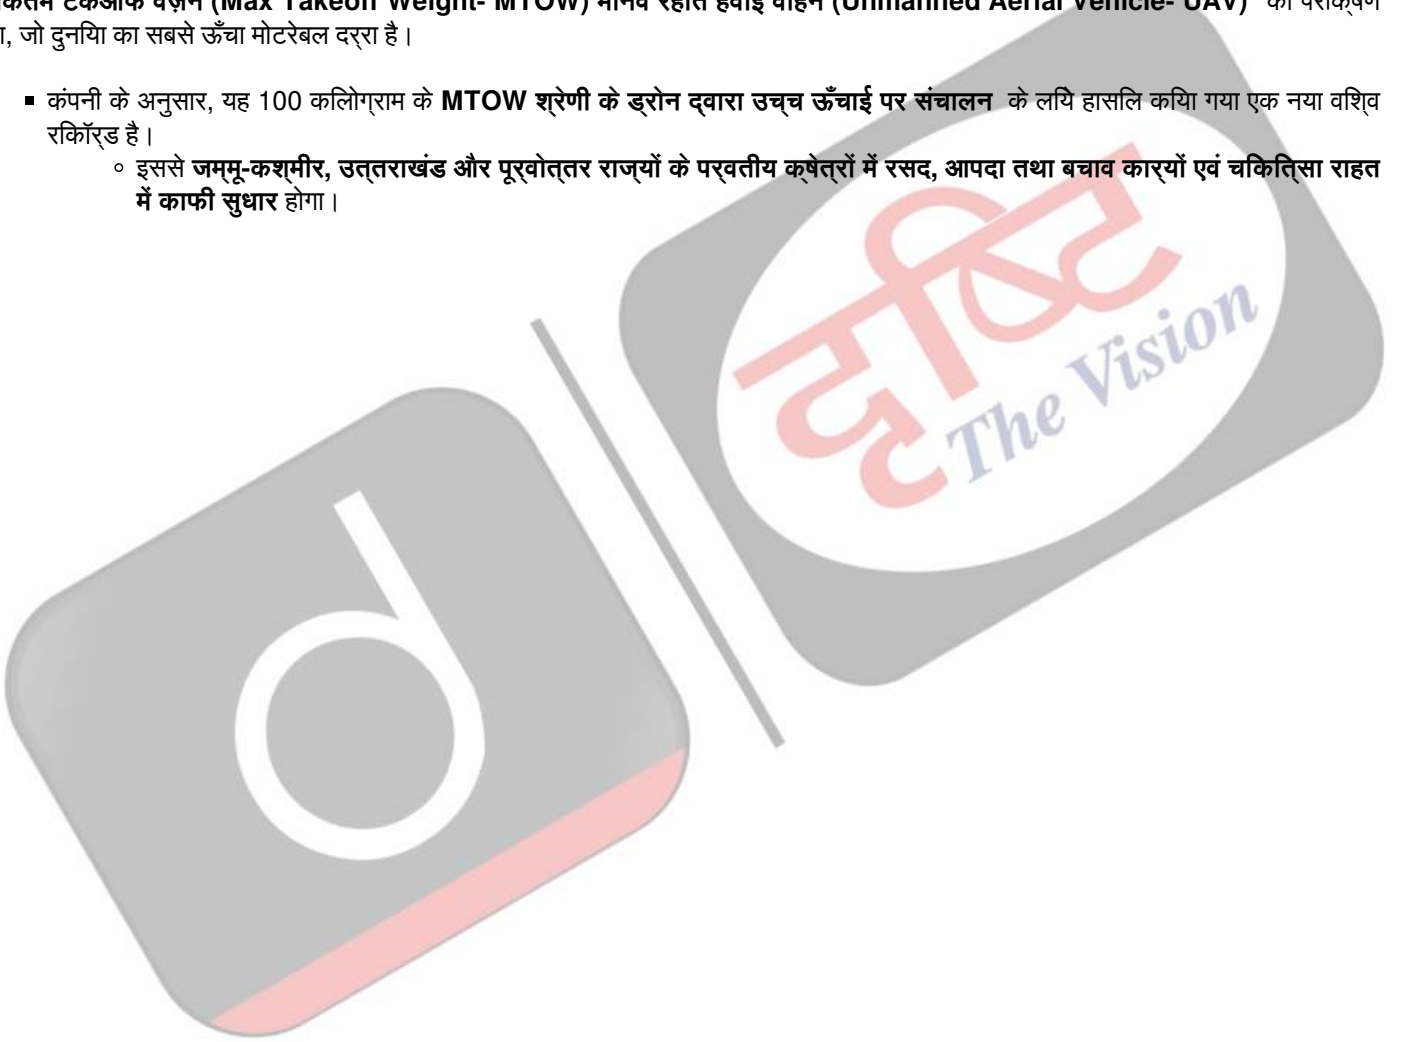 टेकऑफ वज़न (Max Takeoff Weight- MTOW) मानव रहित हवाई वाहन (Unmanned Aerial Vehicle- UAV) का परीक्षण
जो दुनिया का सबसे ऊँचा मोटरेबल दर्रा है।
▪ कंपनी के अनुसार, यह 100 किलोग्राम के MTOW श्रेणी के ड्रोन द्वारा उच्च ऊँचाई पर संचालन के लिये हासिल किया गया एक नया विश्व
रिकॉर्ड है।
○ इससे जम्मू-कश्मीर, उत्तराखंड और पूर्वोत्तर राज्यों के पर्वतीय क्षेत्रों में रसद, आपदा तथा बचाव कार्यों एवं चिकित्सा राहत
में काफी सुधार होगा।
दृष्टि
The Vision
d